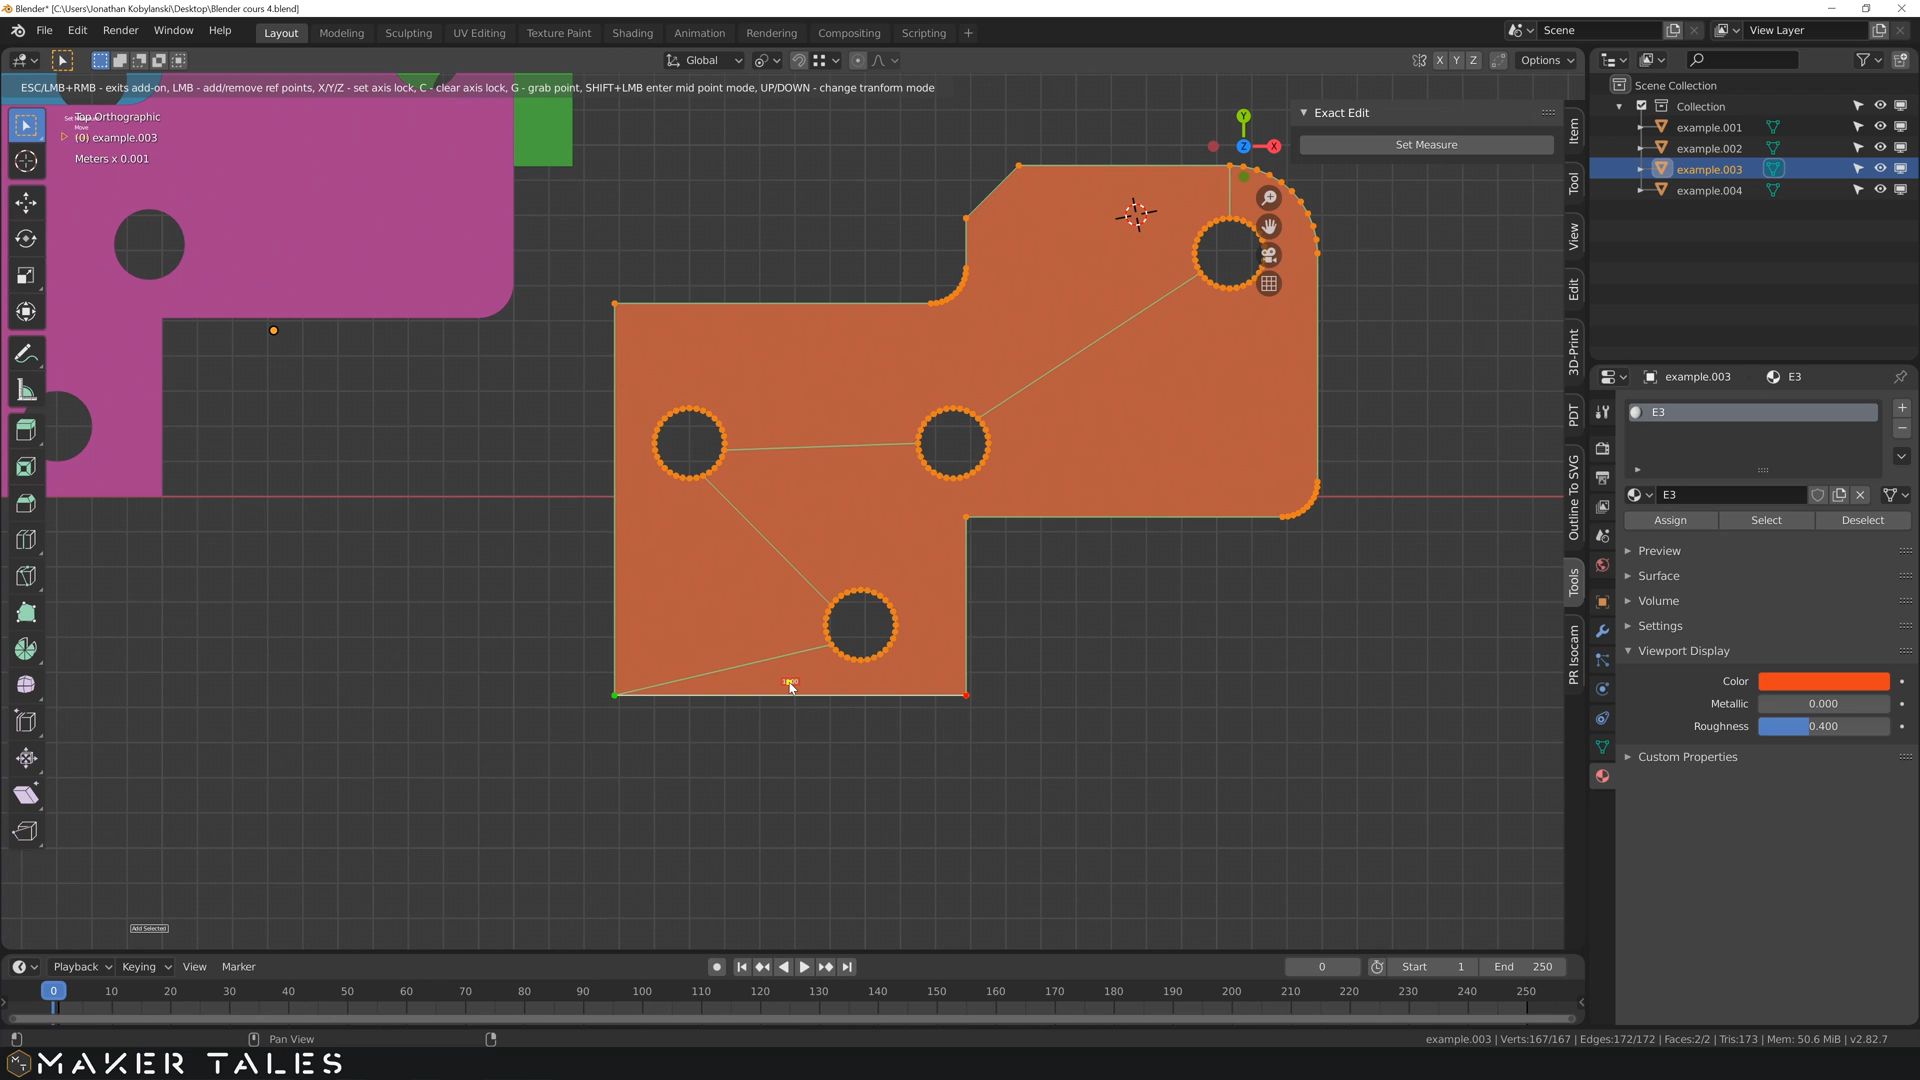 Blender* [C:\Users\Jonathan Kobylanski\Desktop\Blender cours 4.blend]
File Edit Render Window Help
Layout Modeling Sculpting UV Editing Texture Paint Shading Animation Rendering Compositing Scripting +
Scene
View Layer
Global
X Y Z
Options
ESC/LMB+RMB - exits add-on, LMB - add/remove ref points, X/Y/Z - set axis lock, C - clear axis lock, G - grab point, SHIFT+LMB enter mid point mode, UP/DOWN - change tranform mode
Top Orthographic
Move
(0) example.003
Meters x 0.001
Y
Z
X
Exact Edit
Set Measure
Item
Tool
View
Edit
3D-Print
PDT
Outline To SVG
Tools
PR Isocam
Add Selected
Scene Collection
Collection
example.001
example.002
example.003
example.004
example.003
E3
E3
E3
Assign Select Deselect
Preview
Surface
Volume
Settings
Viewport Display
Color
Metallic 0.000
Roughness 0.400
Custom Properties
Playback Keying View Marker
0
Start 1
End 250
0 10 20 30 40 50 60 70 80 90 100 110 120 130 140 150 160 170 180 190 200 210 220 230 240 250
Pan View
example.003 | Verts:167/167 | Edges:172/172 | Faces:2/2 | Tris:173 | Mem: 50.6 MiB | v2.82.7
MAKER TALES